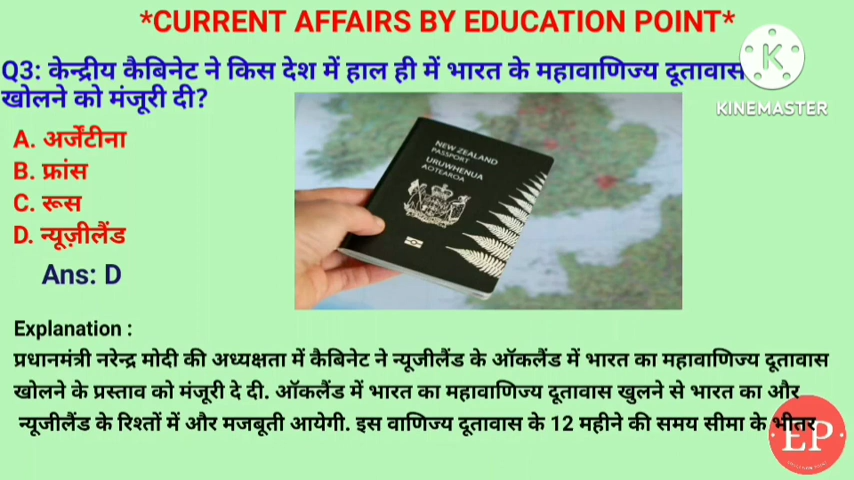 *CURRENT AFFAIRS BY EDUCATION POINT*
Q3: केन्द्रीय कैबिनेट ने किस देश में हाल ही में भारत के महावाणिज्य दूतावास
खोलने को मंजूरी दी?
KINEMASTER
A. अर्जेंटीना
B. फ्रांस
C. रूस
D. न्यूज़ीलैंड
Ans: D
NEW ZEALAND
PASSPORT
URUWHENUA
AOTEAROA
Explanation :
प्रधानमंत्री नरेन्द्र मोदी की अध्यक्षता में कैबिनेट ने न्यूजीलैंड के ऑकलैंड में भारत का महावाणिज्य दूतावास
खोलने के प्रस्ताव को मंजूरी दे दी. ऑकलैंड में भारत का महावाणिज्य दूतावास खुलने से भारत का और
न्यूजीलैंड के रिश्तों में और मजबूती आयेगी. इस वाणिज्य दूतावास के 12 महीने की समय सीमा के भीतर
EP